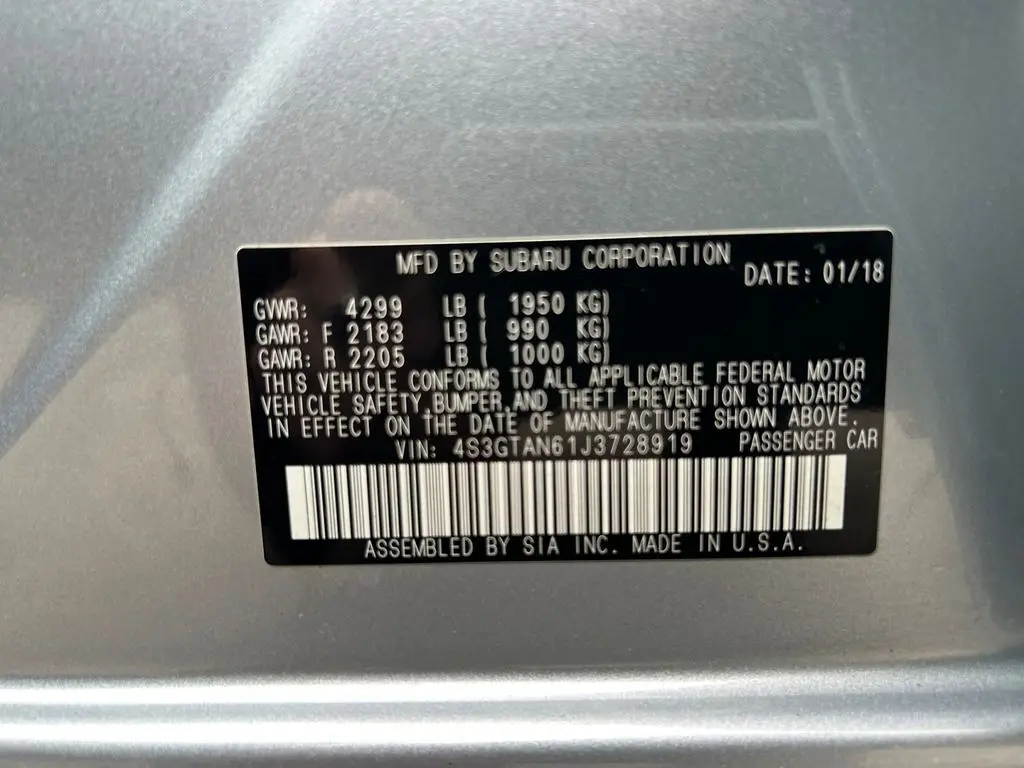 MFD BY SUBARU CORPORATION DATE: 01/18
GVWR: 4299 LB ( 1950 KG)
GAWR: F 2183 LB ( 990 KG)
GAWR: R 2205 LB ( 1000 KG)
THIS VEHICLE CONFORMS TO ALL APPLICABLE FEDERAL MOTOR
VEHICLE SAFETY BUMPER AND THEFT PREVENTION STANDARDS
IN EFFECT ON THE DATE OF MANUFACTURE SHOWN ABOVE.
VIN: 4S3GTAN61J3728919 PASSENGER CAR
ASSEMBLED BY SIA INC. MADE IN U.S.A.